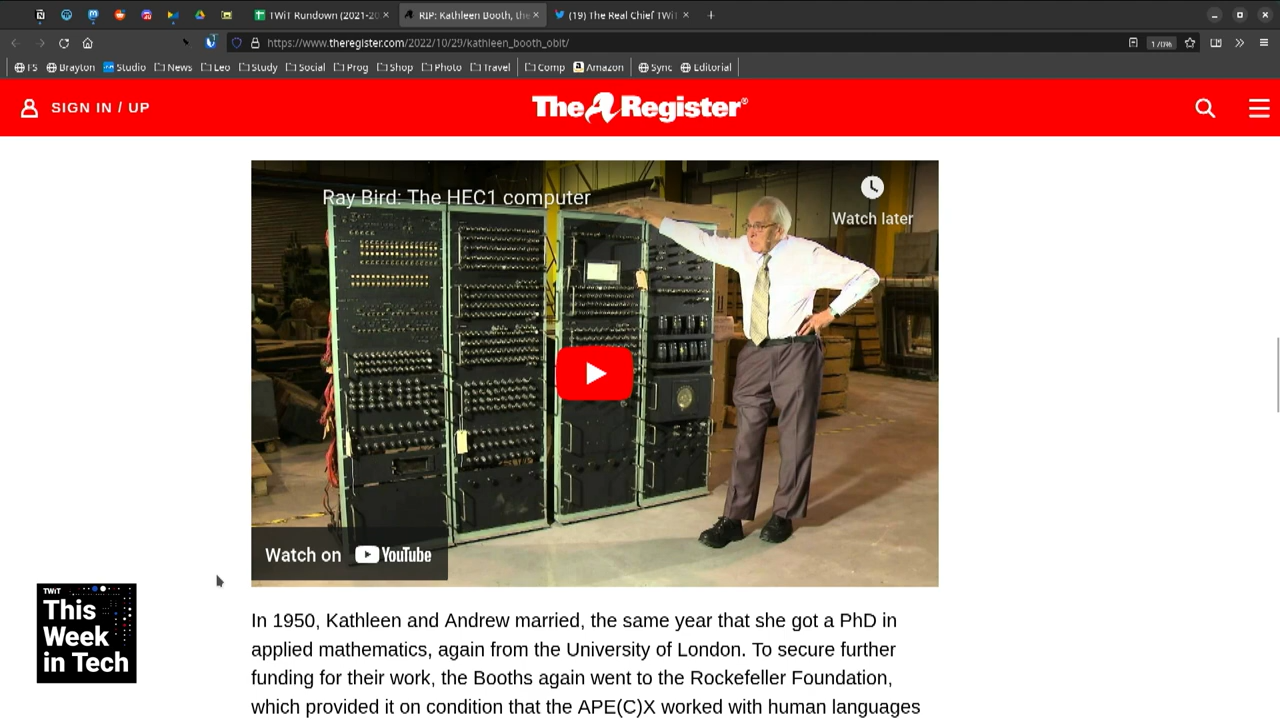 TWiT Rundown (2021-20
RIP: Kathleen Booth, the
(19) The Real Chief TWiT
https://www.theregister.com/2022/10/29/kathleen_booth_obit/
170%
FS Brayton Studio News Leo Study Social Prog Shop Photo Travel Comp Amazon Sync Editorial
SIGN IN / UP
The Register®
Ray Bird: The HEC1 computer
Watch later
Watch on YouTube
TWiT
This
Week
in Tech
In 1950, Kathleen and Andrew married, the same year that she got a PhD in
applied mathematics, again from the University of London. To secure further
funding for their work, the Booths again went to the Rockefeller Foundation,
which provided it on condition that the APE(C)X worked with human languages